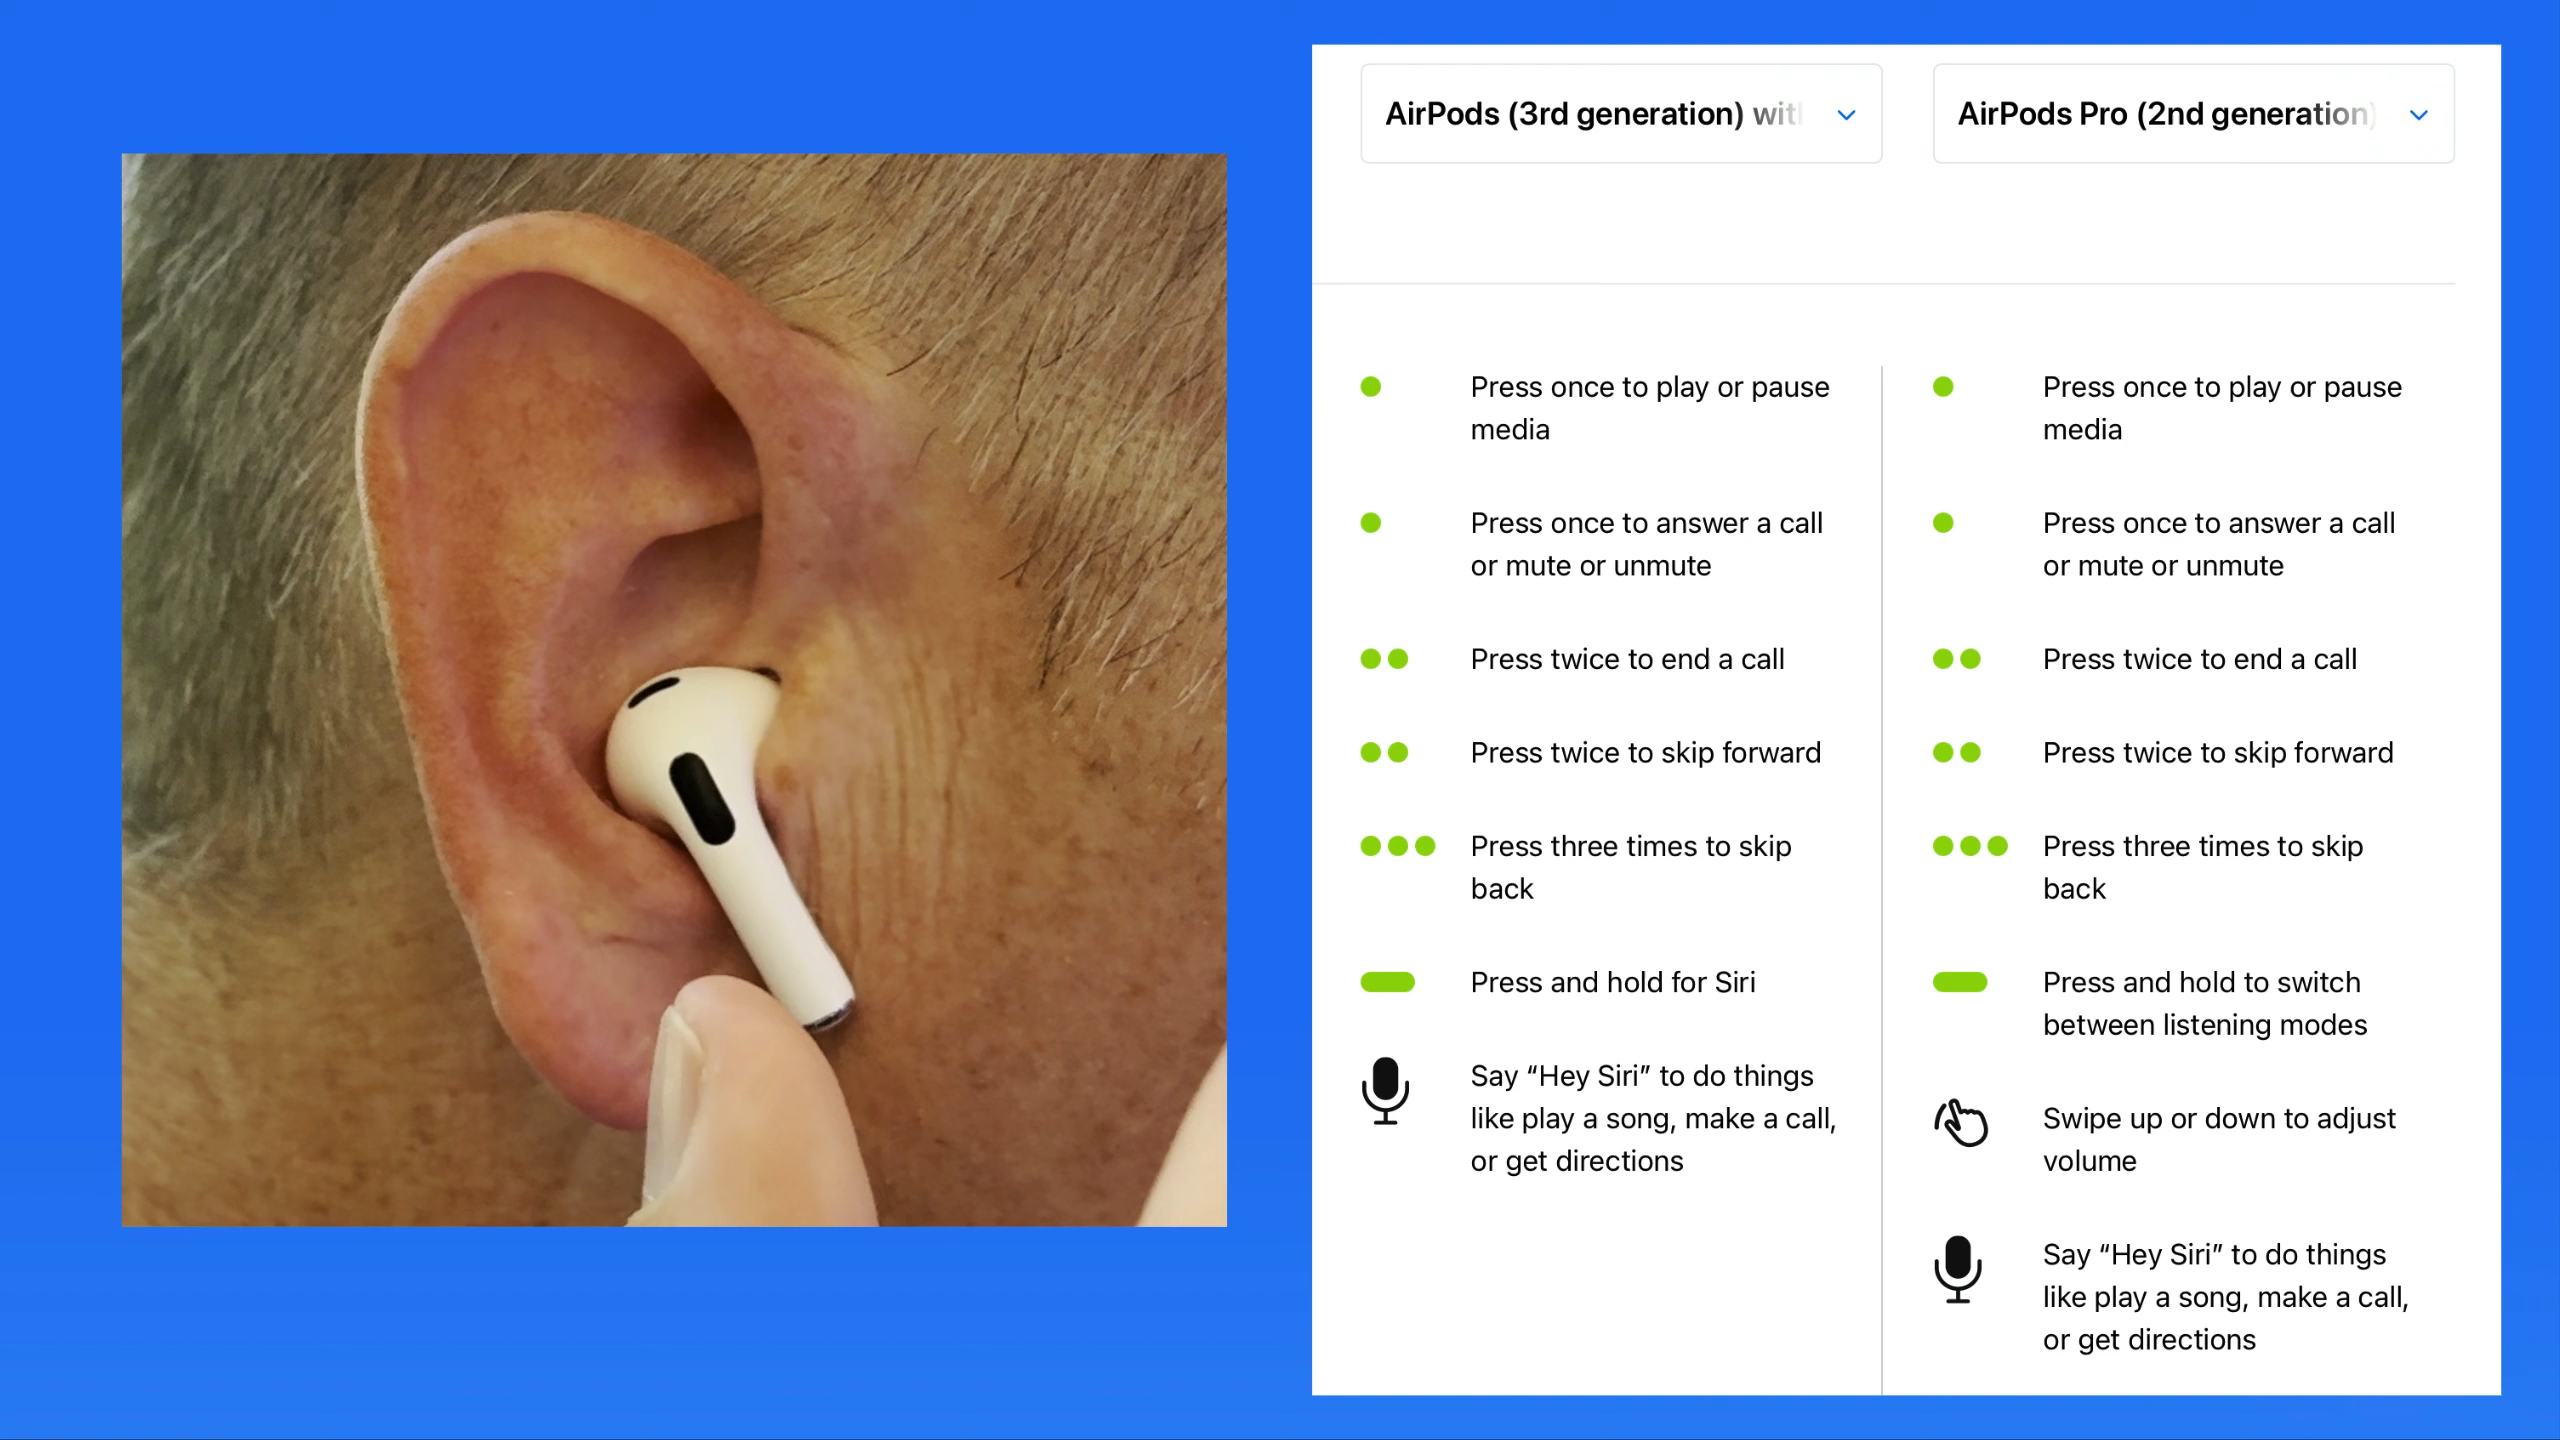 AirPods (3rd generation) wit
AirPods Pro (2nd generation)
Press once to play or pause
media
Press once to answer a call
or mute or unmute
Press twice to end a call
Press twice to skip forward
Press three times to skip
back
Press and hold for Siri
Say “Hey Siri” to do things
like play a song, make a call,
or get directions
Press once to play or pause
media
Press once to answer a call
or mute or unmute
Press twice to end a call
Press twice to skip forward
Press three times to skip
back
Press and hold to switch
between listening modes
Swipe up or down to adjust
volume
Say “Hey Siri” to do things
like play a song, make a call,
or get directions